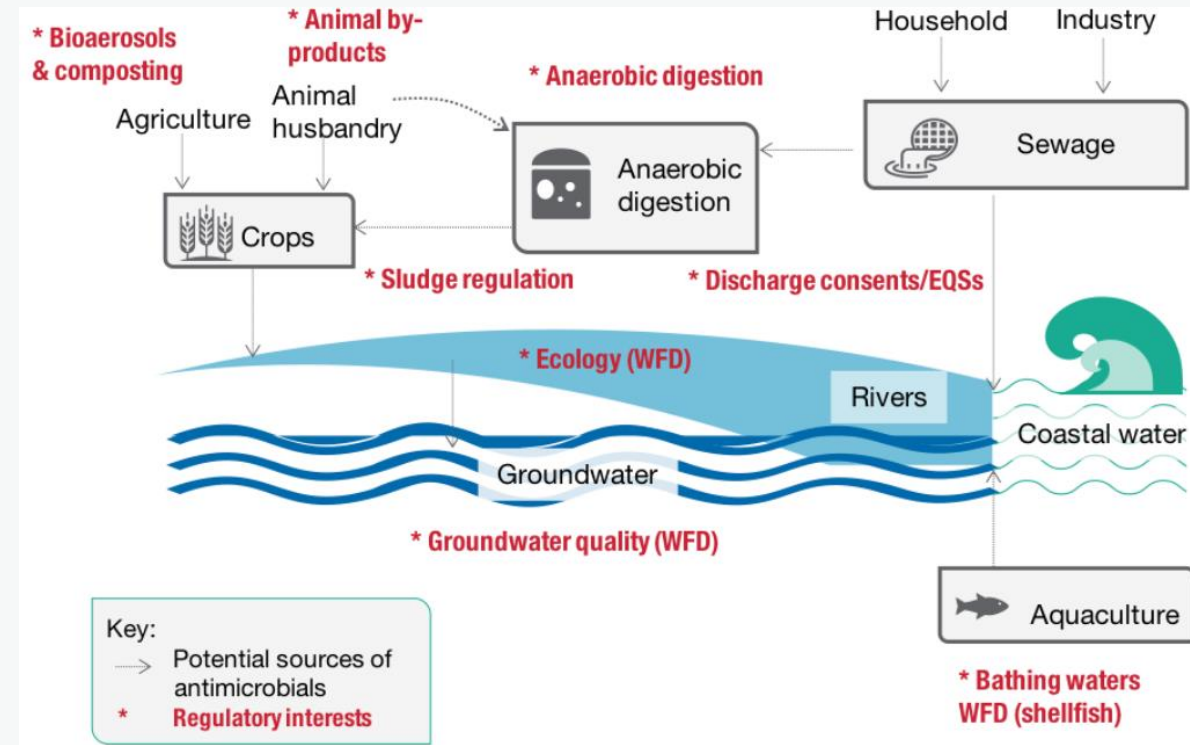 * Bioaerosols
& composting
* Animal by-
products
Household
Industry
* Anaerobic digestion
Agriculture
Animal
husbandry
Sewage
Anaerobic
digestion
Crops
* Sludge regulation
* Discharge consents/EQSs
* Ecology (WFD)
Rivers
Coastal water
Groundwater
* Groundwater quality (WFD)
Aquaculture
Key:
Potential sources of
antimicrobials
* Regulatory interests
* Bathing waters
WFD (shellfish)